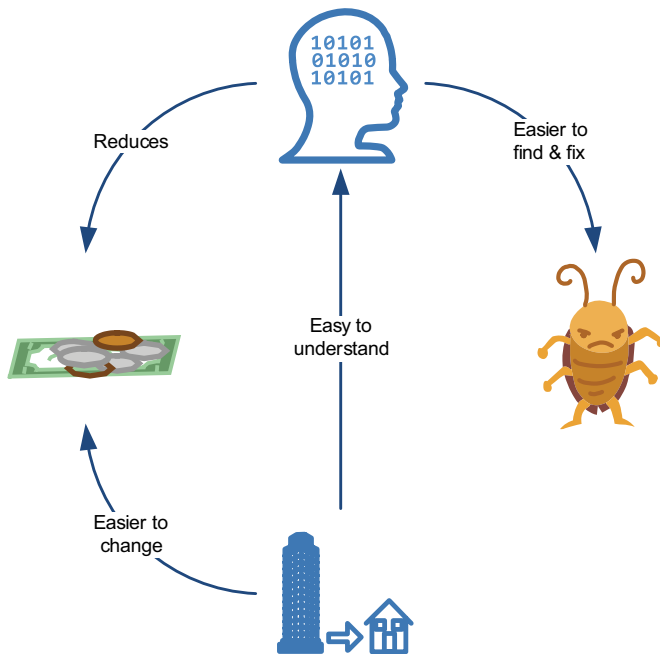 10101
01010
10101
Reduces
Easier to
find & fix
Easy to
understand
Easier to
change